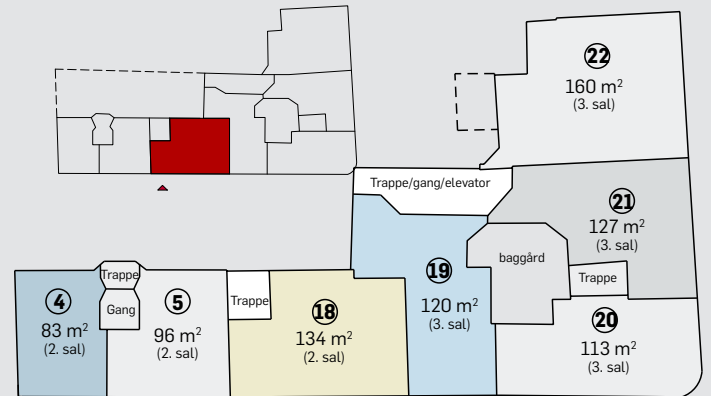 22
160 m²
(3. sal)
Trappe/gang/elevator
21
127 m²
(3. sal)
baggård
19
120 m²
(3. sal)
Trappe
Trappe
Gang
4
83 m²
(2. sal)
5
96 m²
(2. sal)
Trappe
18
134 m²
(2. sal)
20
113 m²
(3. sal)